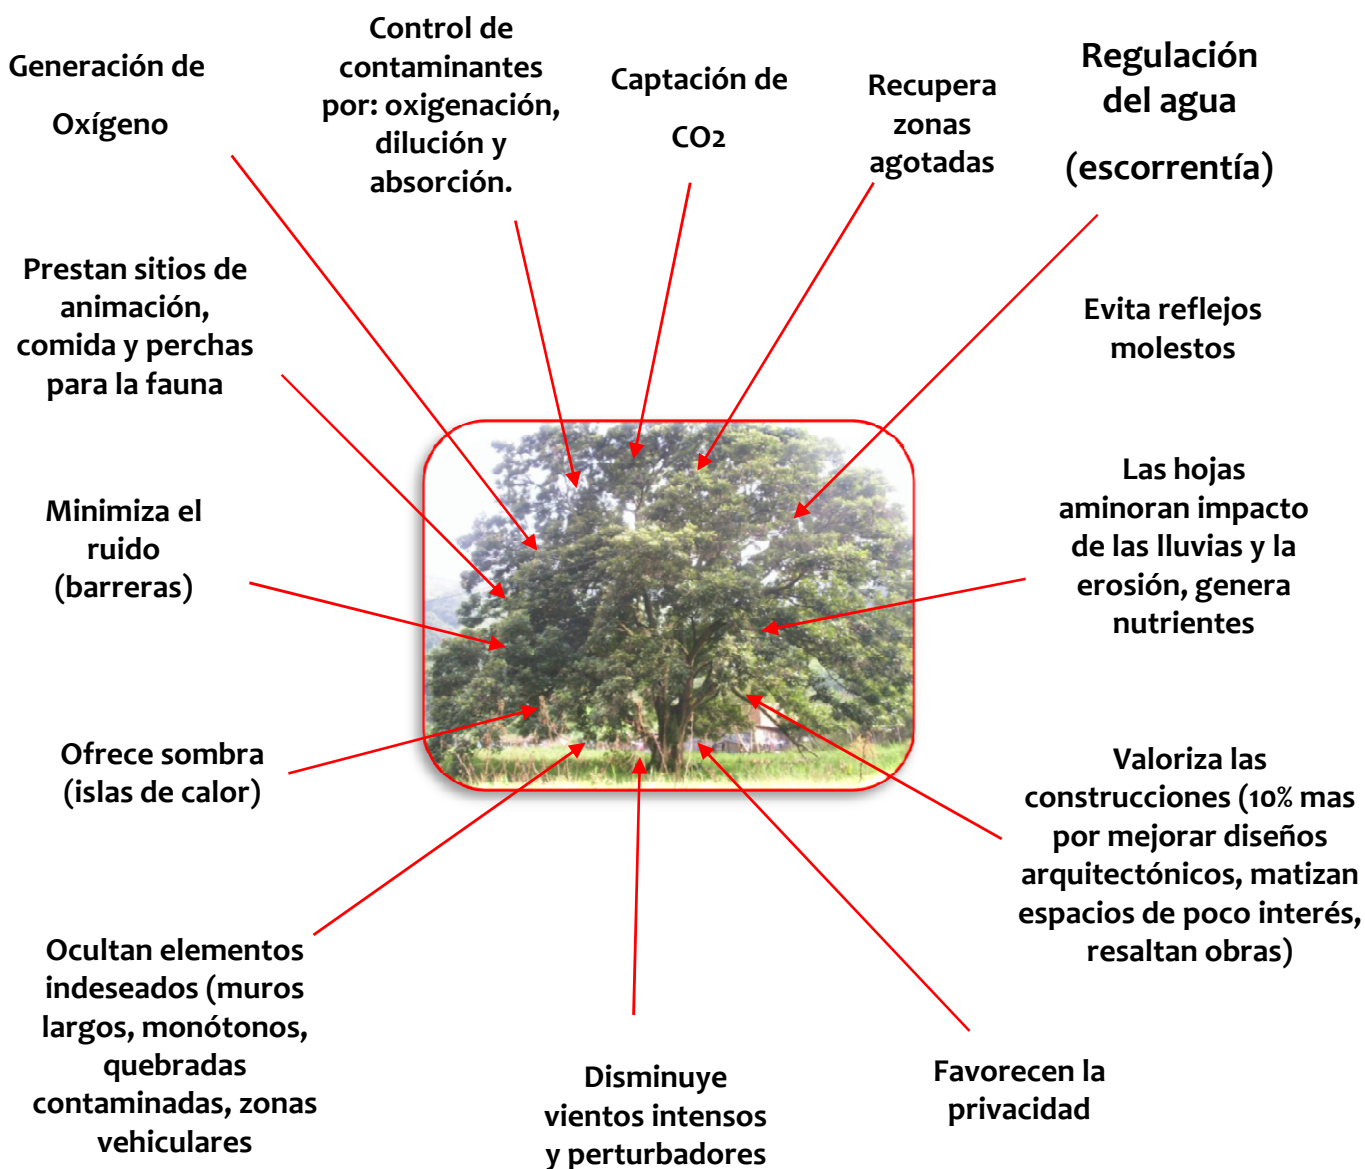 Generación de
Oxígeno
Control de
contaminantes
por: oxigenación,
dilución y
absorción.
Captación de
CO2
Recupera
zonas
agotadas
Regulación
del agua
(escorrentía)
Prestan sitios de
animación,
comida y perchas
para la fauna
Evita reflejos
molestos
Minimiza el
ruido
(barreras)
Las hojas
aminoran impacto
de las lluvias y la
erosión, genera
nutrientes
Ofrece sombra
(islas de calor)
Valoriza las
construcciones (10% mas
por mejorar diseños
arquitectónicos, matizan
espacios de poco interés,
resaltan obras)
Ocultan elementos
indeseados (muros
largos, monótonos,
quebradas
contaminadas, zonas
vehiculares
Disminuye
vientos intensos
y perturbadores
Favorecen la
privacidad